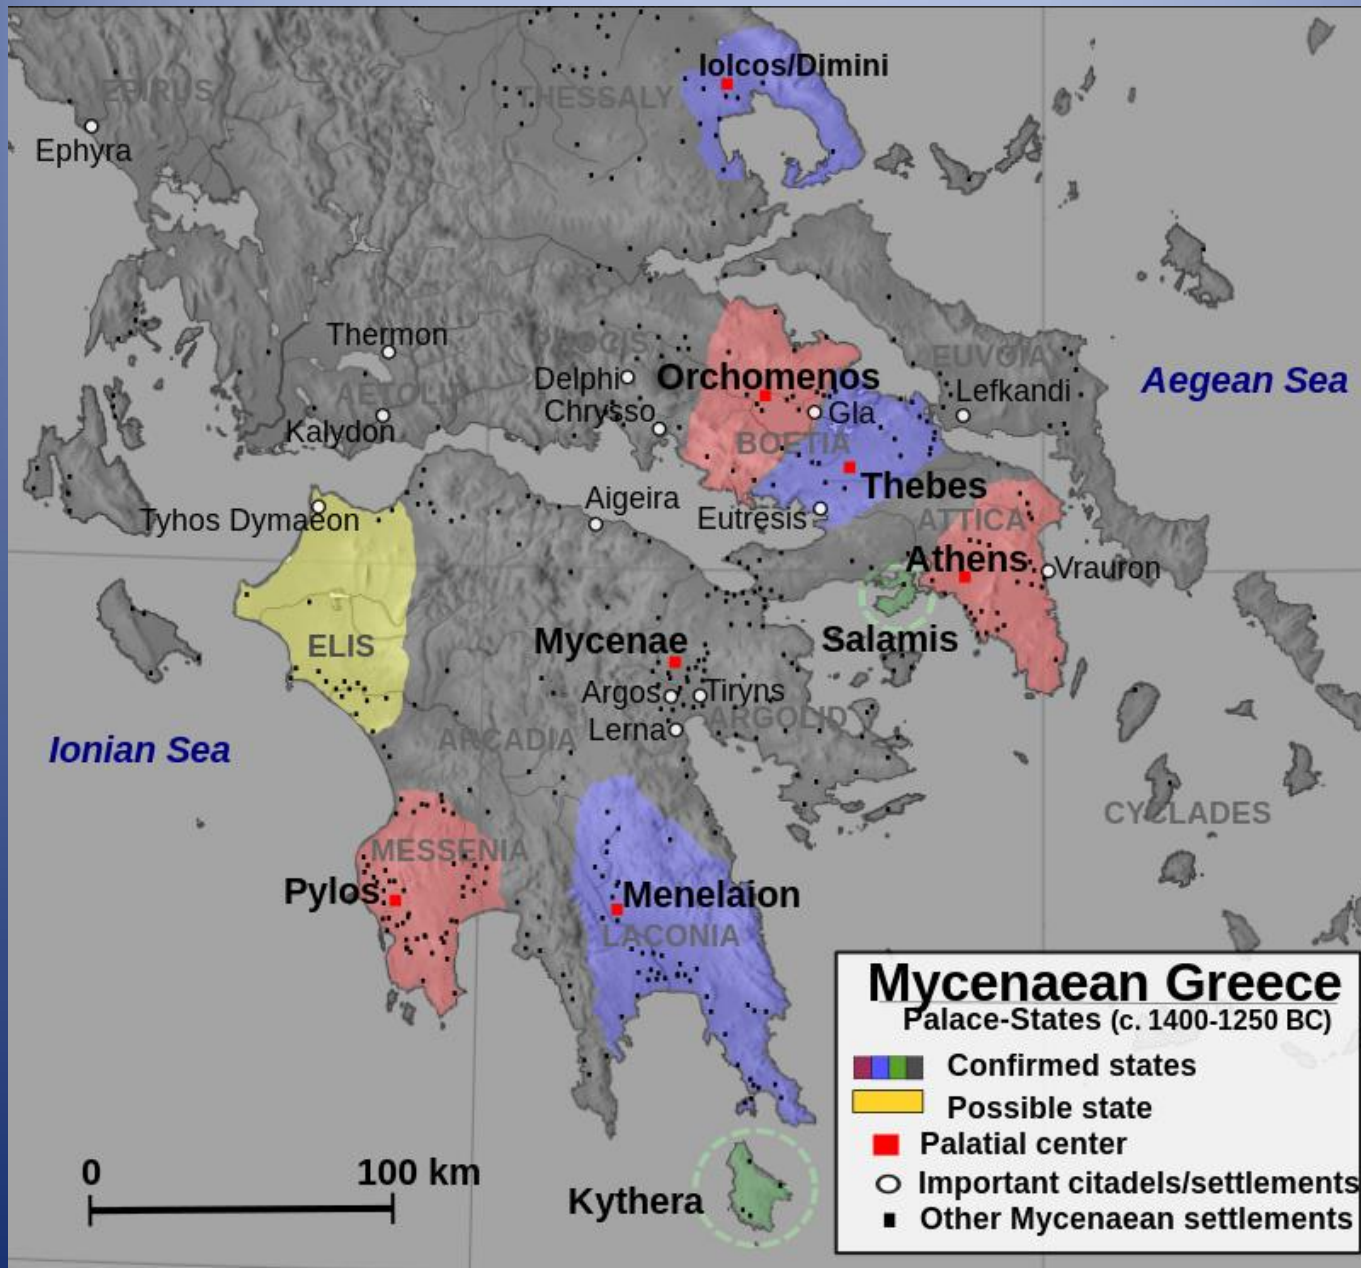 Iolcos/Dimini
EPIRUS
THESSALY
Ephyra
Thermon
PHOCIS
EUVOIA
Delphi
Orchomenos
Aegean Sea
AETOLIA
Lefkandi
Chrysso
Gla
Kalydon
BOETIA
Thebes
Aigeira
Tyhos Dymaeon
Eutresis
ATTICA
Athens
Vrauron
Mycenae
Salamis
ELIS
Argos
Tiryns
Lerna
ARGOLID
ARCADIA
Ionian Sea
CYCLADES
MESSENIA
Pylos
Menelaion
LACONIA
Kythera
0 100 km
Mycenaean Greece
Palace-States (c. 1400-1250 BC)
Confirmed states
Possible state
Palatial center
Important citadels/settlements
Other Mycenaean settlements